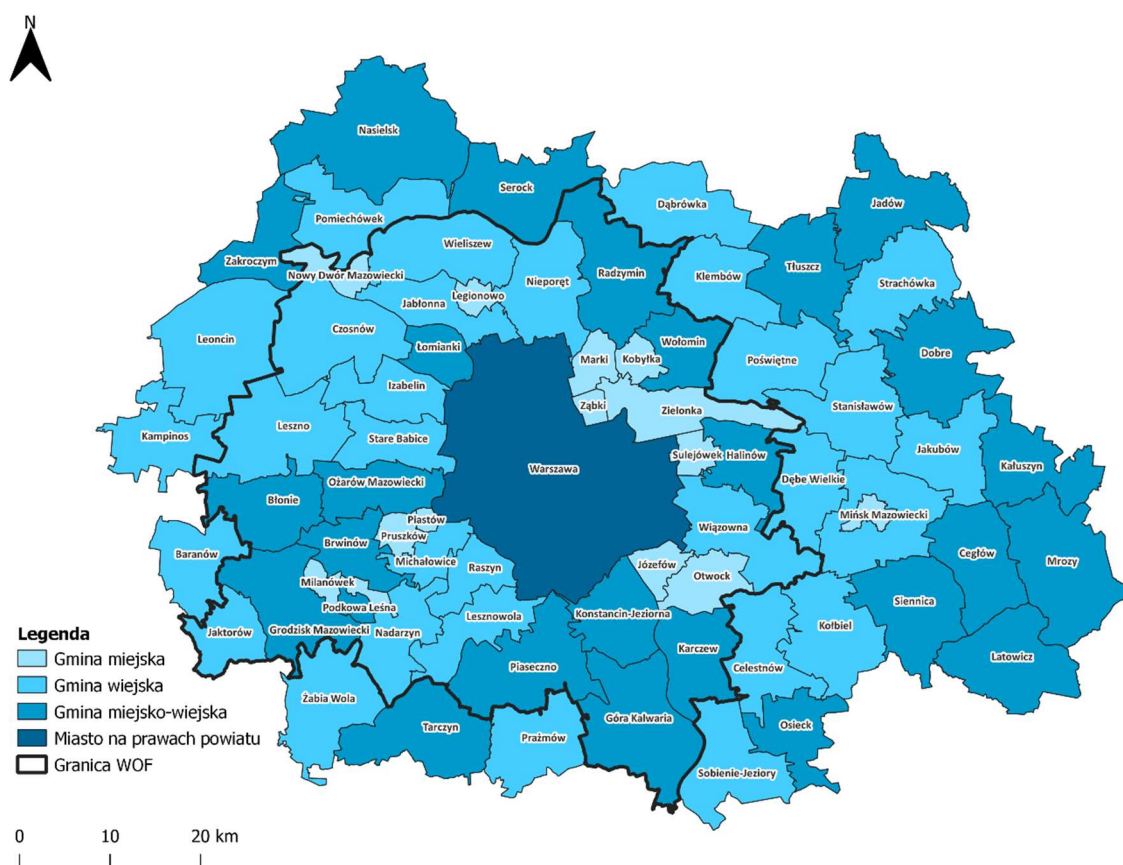 N
Nasielsk
Serock
Dąbrówka
Jadów
Pomiechówek
Wieliszew
Zakroczym
Nowy Dwór Mazowiecki
Nieporęt
Radzymin
Klembów
Tłuszcz
Strachówka
Jabłonna
Legionowo
Leoncin
Czosnów
Łomianki
Wołomin
Marki
Kobyłka
Poświętne
Dobre
Izabelin
Ząbki
Zielonka
Stanisławów
Leszno
Kampinos
Stare Babice
Warszawa
Sulejówek
Halinów
Jakubów
Kałuszyn
Dębe Wielkie
Ożarów Mazowiecki
Błonie
Mińsk Mazowiecki
Piastów
Wiązowna
Pruszków
Brwinów
Baranów
Michałowice
Raszyn
Józefów
Otwock
Cegłów
Mrozy
Milanówek
Siennica
Podkowa Leśna
Lesznowola
Konstancin-Jeziorna
Kołbiel
Jaktorów
Grodzisk Mazowiecki
Nadarzyn
Karczew
Latowicz
Piaseczno
Celestnów
Żabia Wola
Góra Kalwaria
Osieck
Tarczyn
Prażmów
Sobienie-Jeziory
Legenda
Gmina miejska
Gmina wiejska
Gmina miejsko-wiejska
Miasto na prawach powiatu
Granica WOF
0 10 20 km